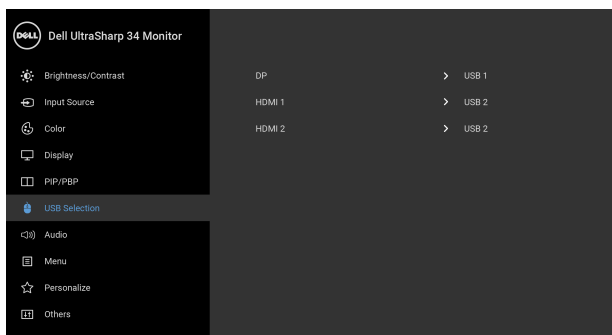 DELL Dell UltraSharp 34 Monitor
Brightness/Contrast
Input Source
Color
Display
PIP/PBP
USB Selection
Audio
Menu
Personalize
Others
DP > USB 1
HDMI 1 > USB 2
HDMI 2 > USB 2